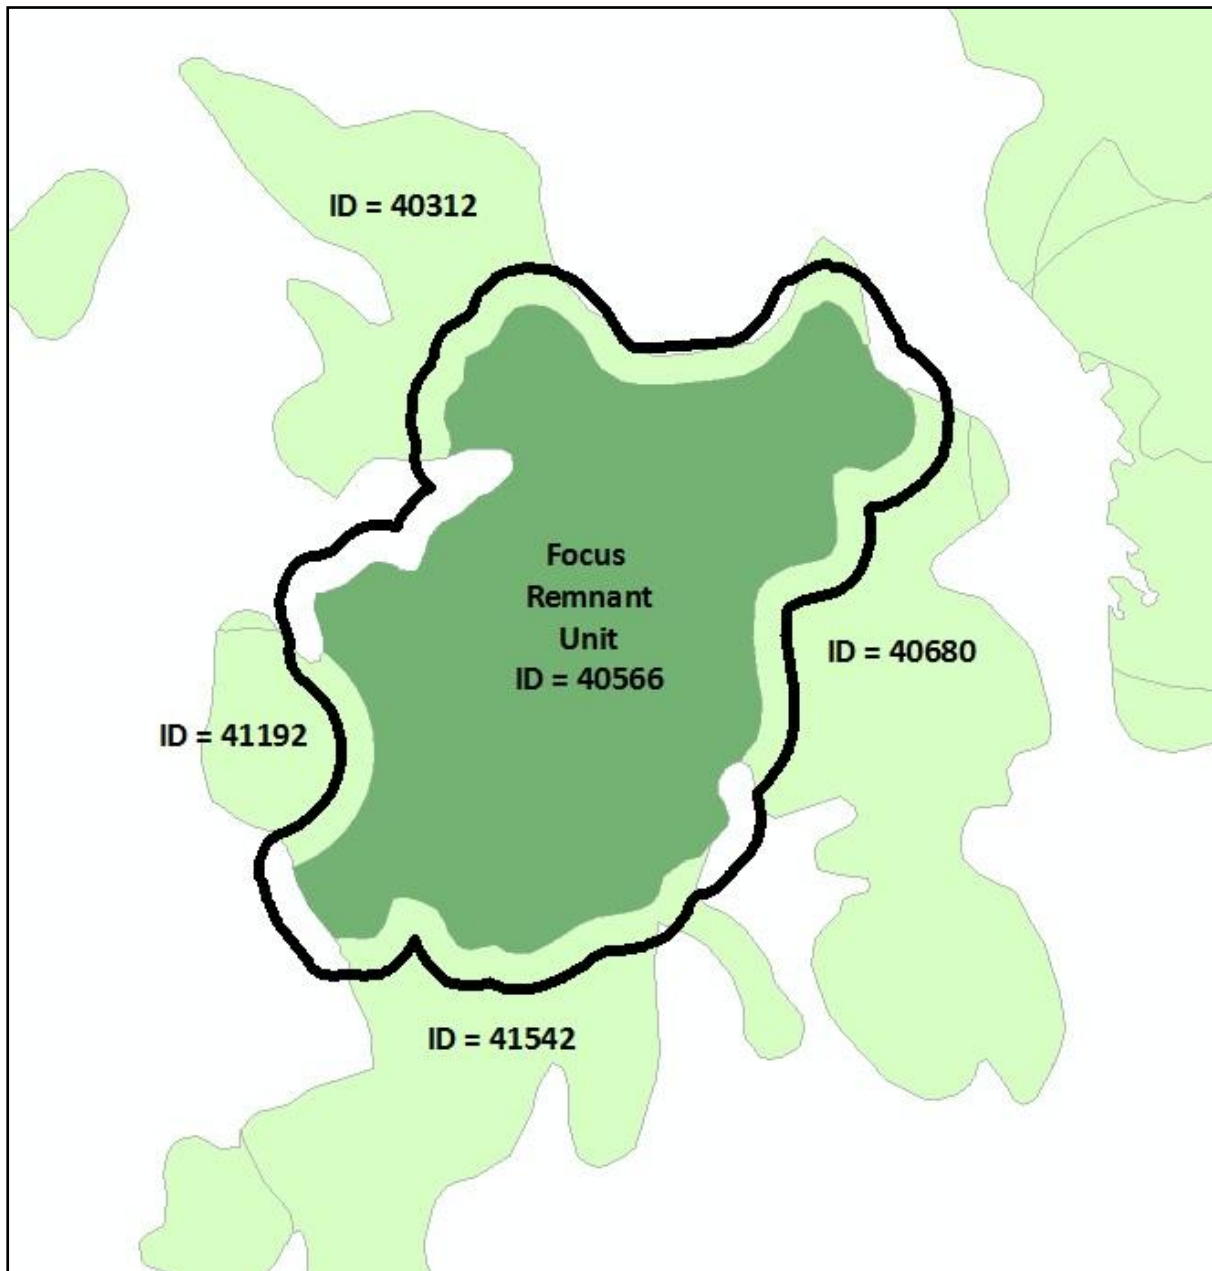 ID = 40312
Focus
Remnant
Unit
ID = 40566
ID = 40680
ID = 41192
ID = 41542